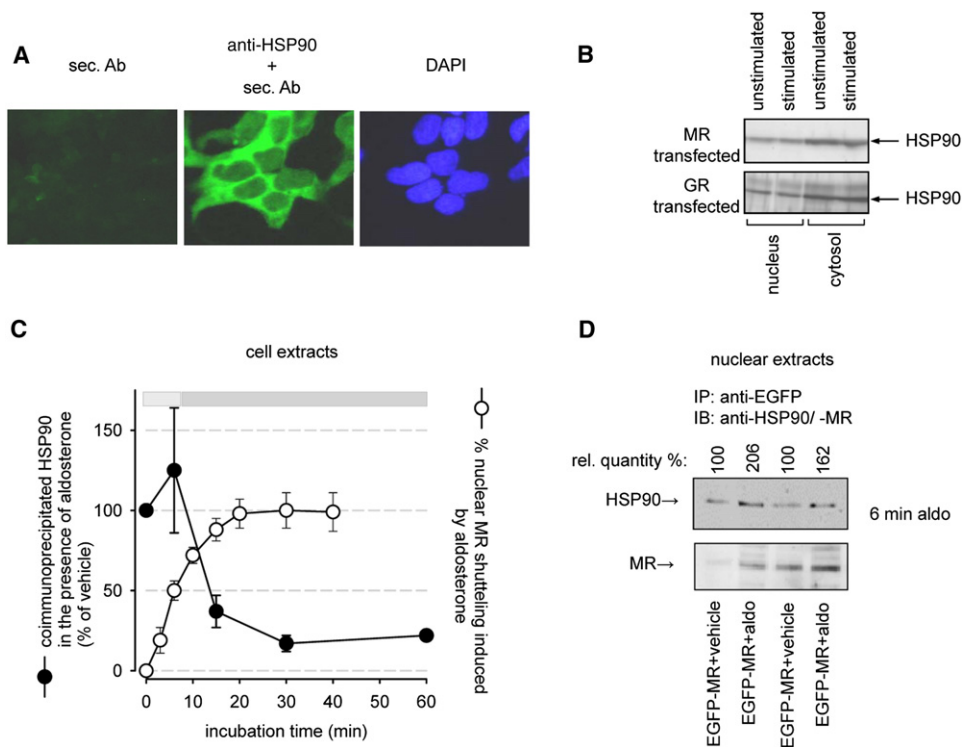 A
sec. Ab
anti-HSP90
+
sec. Ab
DAPI
B
unstimulated
stimulated
unstimulated
stimulated
MR
transfected
HSP90
GR
transfected
HSP90
nucleus
cytosol
C
cell extracts
coimmunoprecipitated HSP90
in the presence of aldosterone
(% of vehicle)
150
100
50
0
0 10 20 30 40 50 60
incubation time (min)
% nuclear MR shutteling induced
by aldosterone
D
nuclear extracts
IP: anti-EGFP
IB: anti-HSP90/ -MR
rel. quantity %: 100 206 100 162
HSP90→
6 min aldo
MR→
EGFP-MR+vehicle
EGFP-MR+aldo
EGFP-MR+vehicle
EGFP-MR+aldo